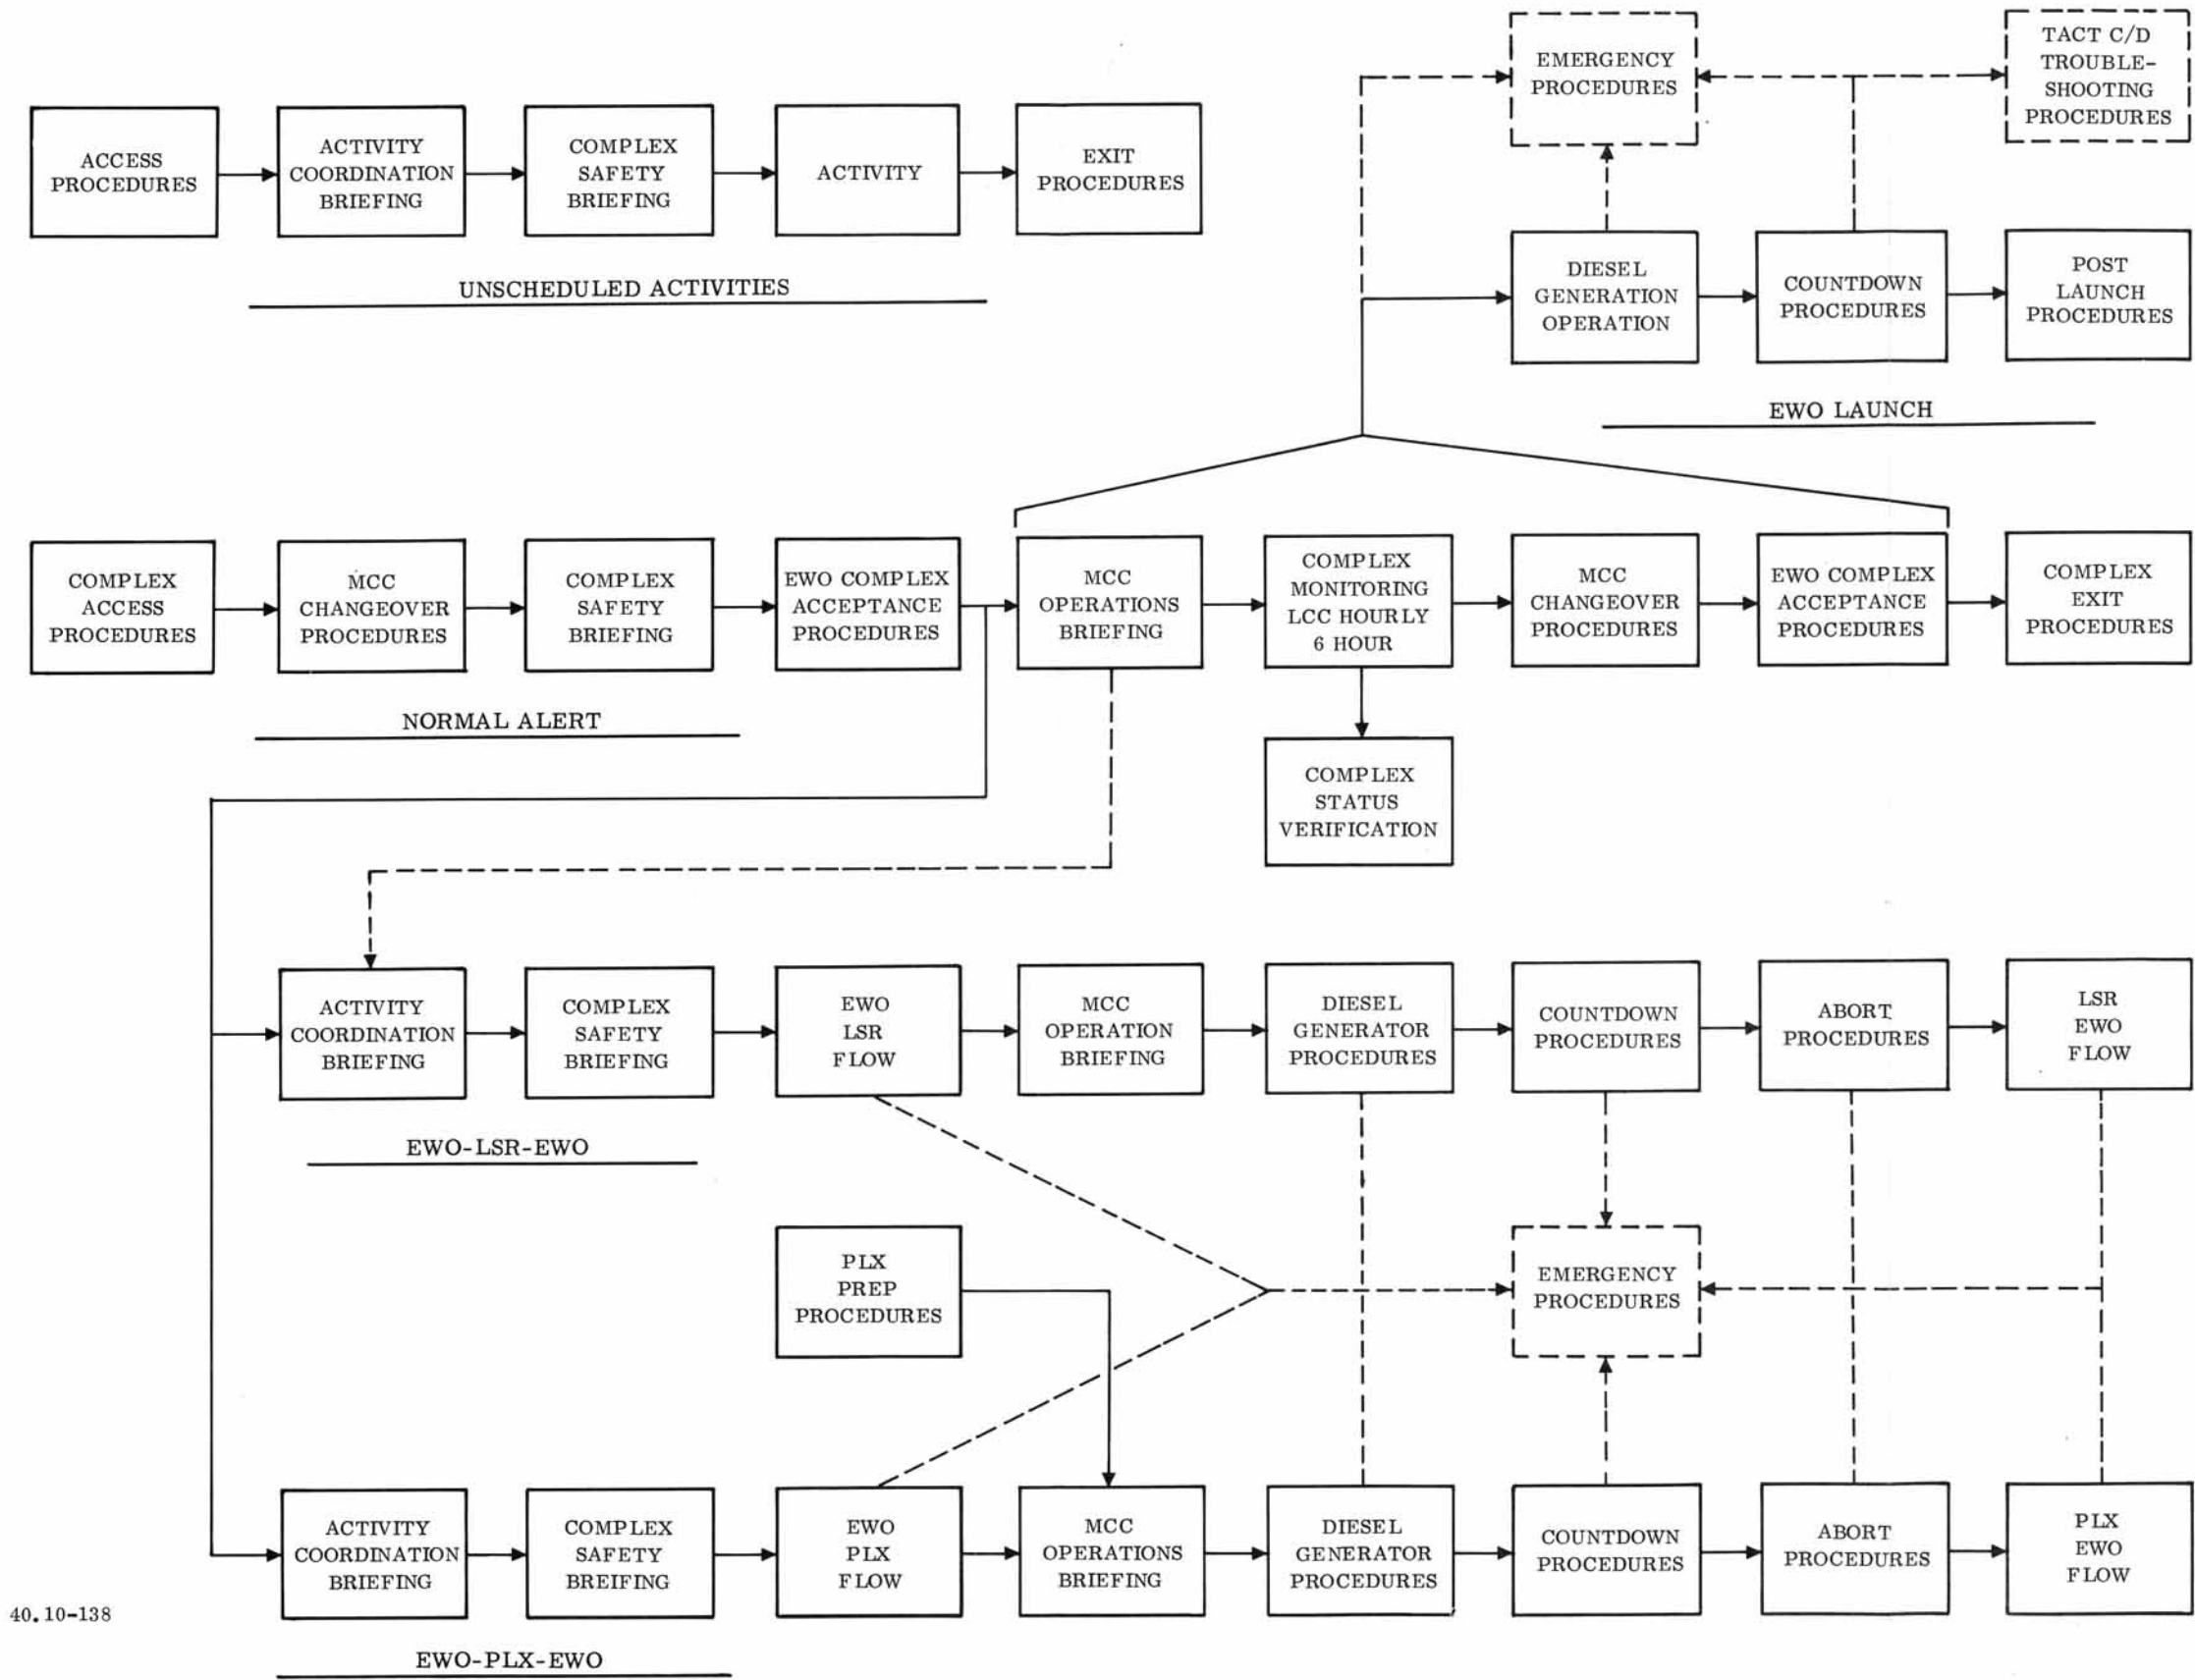 EMERGENCY
PROCEDURES
TACT C/D
TROUBLE-
SHOOTING
PROCEDURES
ACCESS
PROCEDURES
ACTIVITY
COORDINATION
BRIEFING
COMPLEX
SAFETY
BRIEFING
ACTIVITY
EXIT
PROCEDURES
UNSCHEDULED ACTIVITIES
DIESEL
GENERATION
OPERATION
COUNTDOWN
PROCEDURES
POST
LAUNCH
PROCEDURES
EWO LAUNCH
COMPLEX
ACCESS
PROCEDURES
MCC
CHANGEOVER
PROCEDURES
COMPLEX
SAFETY
BRIEFING
EWO COMPLEX
ACCEPTANCE
PROCEDURES
MCC
OPERATIONS
BRIEFING
COMPLEX
MONITORING
LCC HOURLY
6 HOUR
MCC
CHANGEOVER
PROCEDURES
EWO COMPLEX
ACCEPTANCE
PROCEDURES
COMPLEX
EXIT
PROCEDURES
NORMAL ALERT
COMPLEX
STATUS
VERIFICATION
ACTIVITY
COORDINATION
BRIEFING
COMPLEX
SAFETY
BRIEFING
EWO
LSR
FLOW
MCC
OPERATION
BRIEFING
DIESEL
GENERATOR
PROCEDURES
COUNTDOWN
PROCEDURES
ABORT
PROCEDURES
LSR
EWO
FLOW
EWO-LSR-EWO
PLX
PREP
PROCEDURES
EMERGENCY
PROCEDURES
ACTIVITY
COORDINATION
BRIEFING
COMPLEX
SAFETY
BREIFING
EWO
PLX
FLOW
MCC
OPERATIONS
BRIEFING
DIESEL
GENERATOR
PROCEDURES
COUNTDOWN
PROCEDURES
ABORT
PROCEDURES
PLX
EWO
FLOW
40.10-138
EWO-PLX-EWO